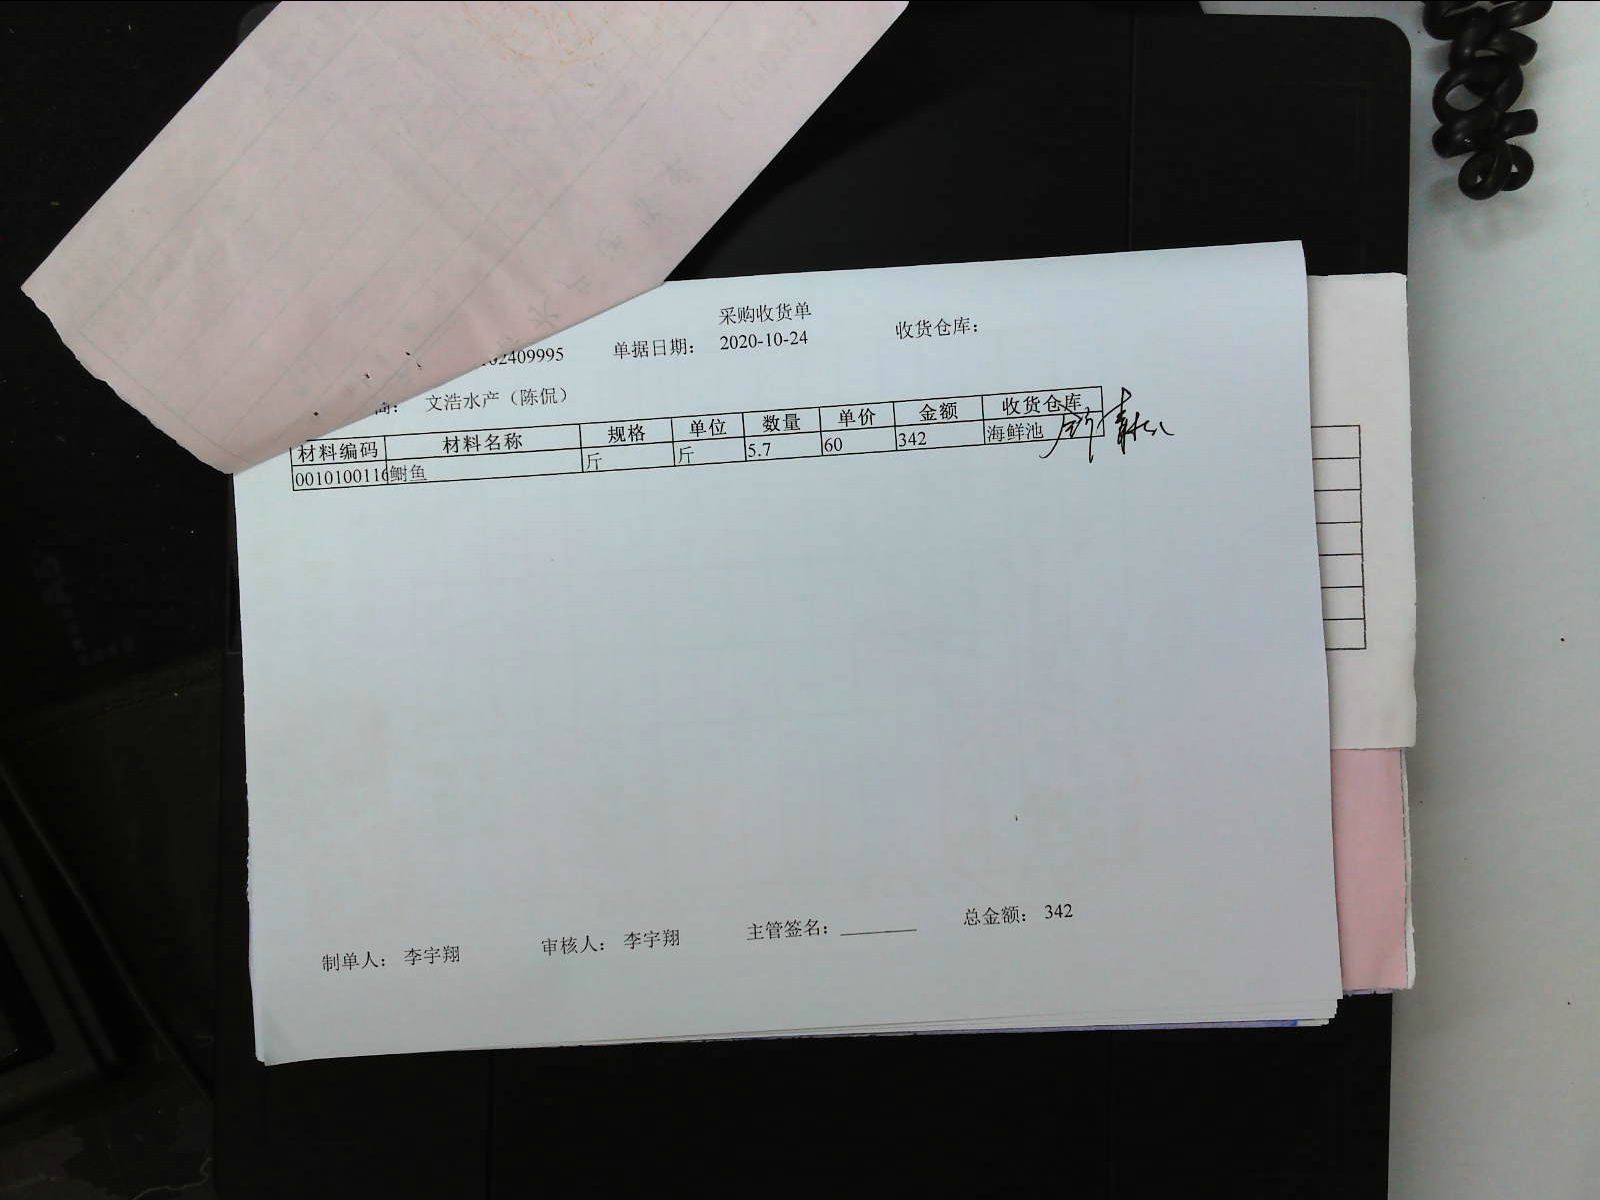 采购收货单
02409995 单据日期： 2020-10-24 收货仓库：
商： 文浩水产（陈侃）
材料编码 材料名称 规格 单位 数量 单价 金额 收货仓库
0010100116 鲥鱼 斤 斤 5.7 60 342 海鲜池
制单人： 李宇翔 审核人： 李宇翔 主管签名： 总金额： 342